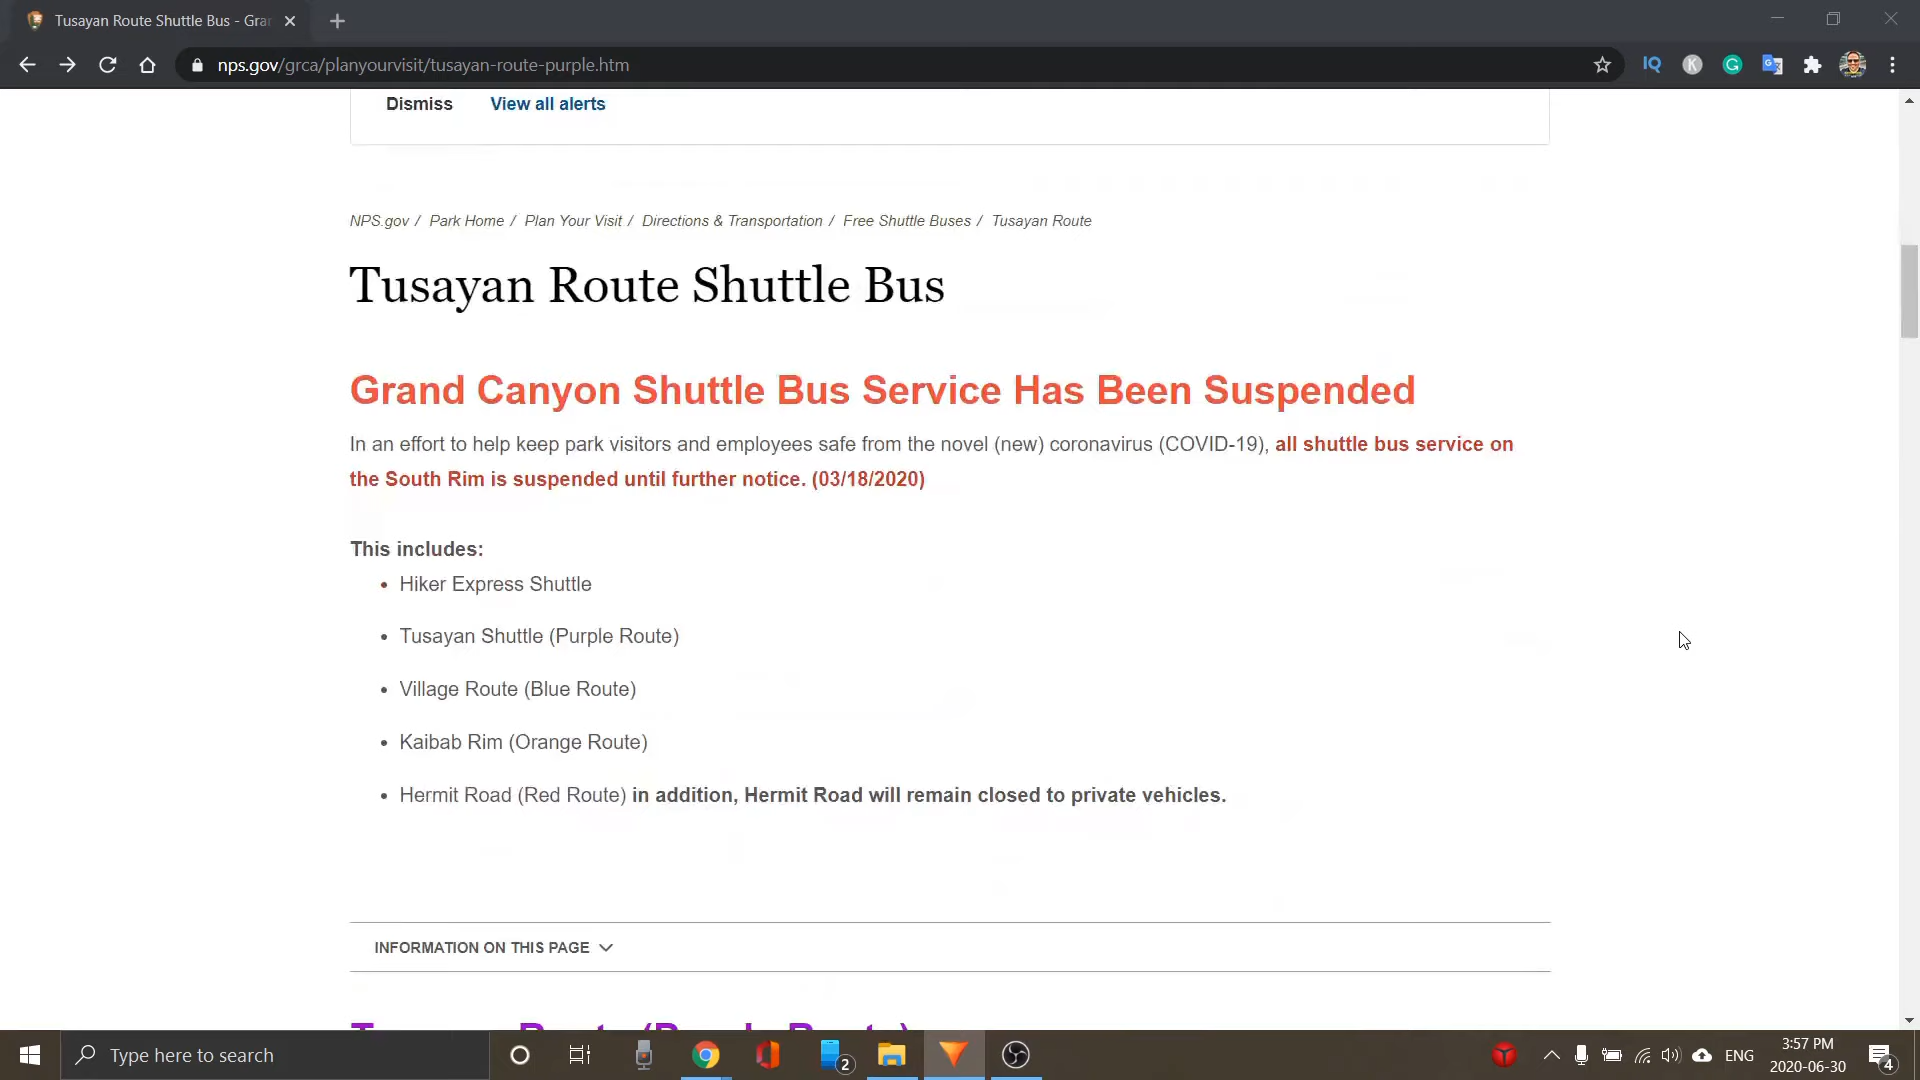 Tusayan Route Shuttle Bus - Gra
nps.gov/grca/planyourvisit/tusayan-route-purple.htm
IQ
K
G
Dismiss View all alerts
NPS.gov / Park Home / Plan Your Visit / Directions & Transportation / Free Shuttle Buses / Tusayan Route
Tusayan Route Shuttle Bus
Grand Canyon Shuttle Bus Service Has Been Suspended
In an effort to help keep park visitors and employees safe from the novel (new) coronavirus (COVID-19), all shuttle bus service on
the South Rim is suspended until further notice. (03/18/2020)
This includes:
• Hiker Express Shuttle
• Tusayan Shuttle (Purple Route)
• Village Route (Blue Route)
• Kaibab Rim (Orange Route)
• Hermit Road (Red Route) in addition, Hermit Road will remain closed to private vehicles.
INFORMATION ON THIS PAGE
Type here to search
2
ENG
3:57 PM
2020-06-30
4